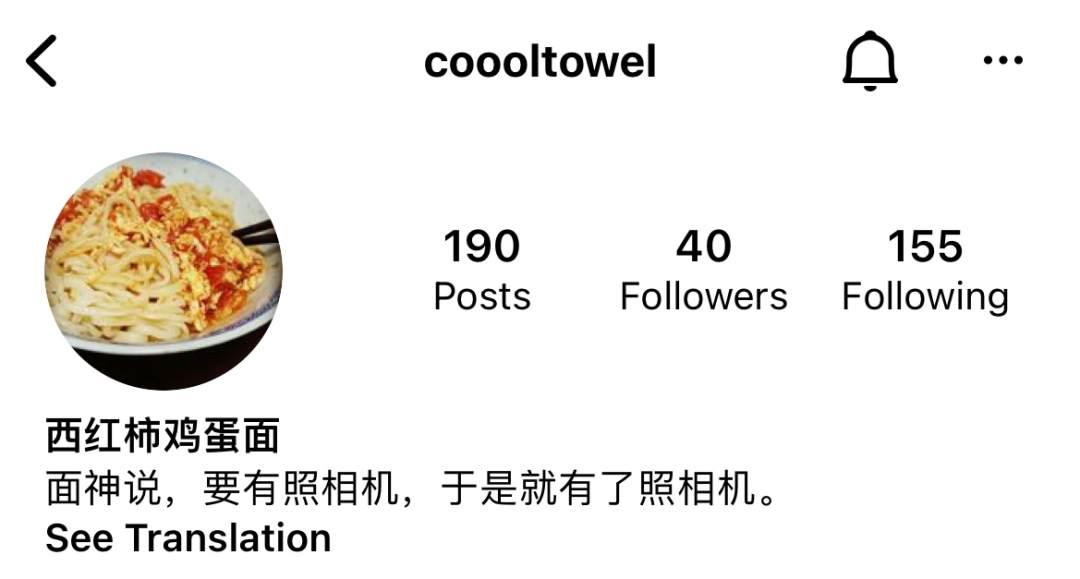 coooltowel
190
Posts
40
Followers
155
Following
西红柿鸡蛋面
面神说，要有照相机，于是就有了照相机。
See Translation